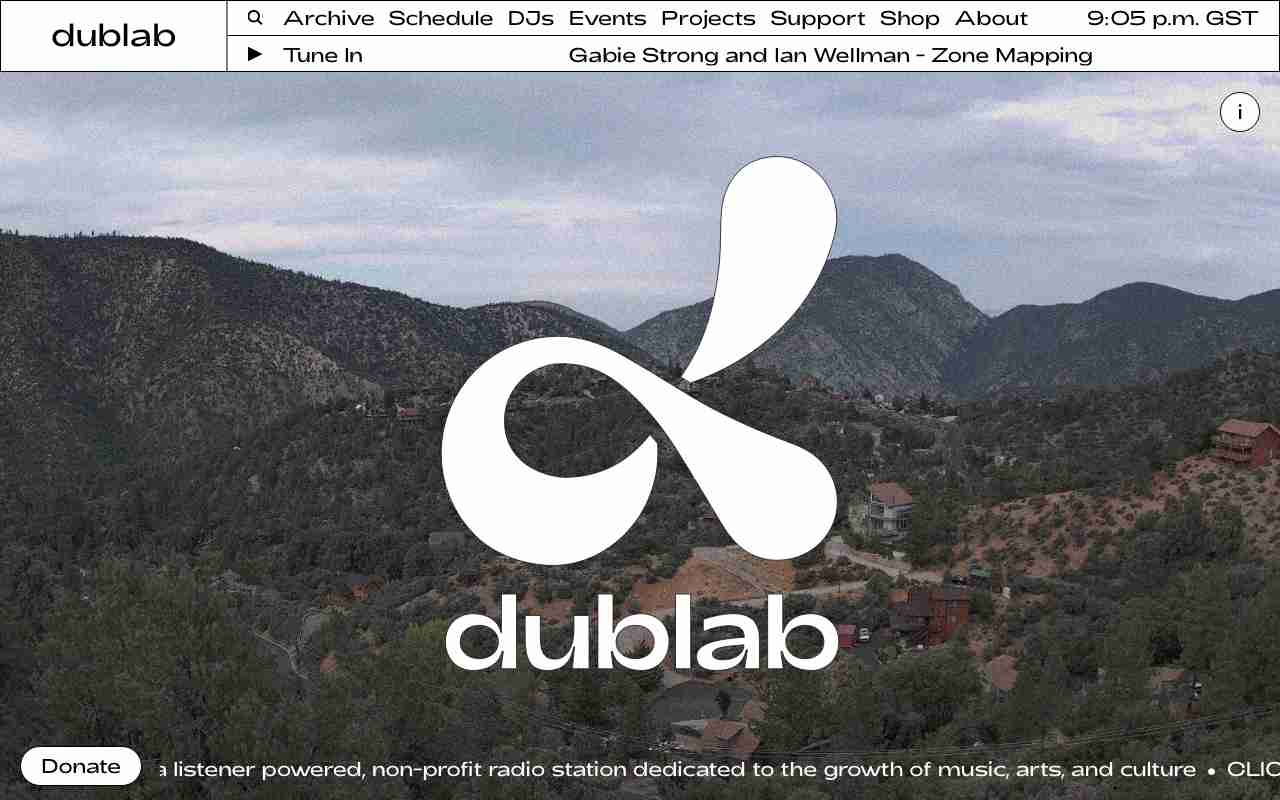 dublab
Archive Schedule DJs Events Projects Support Shop About 9:05 p.m. GST
Tune In Gabie Strong and Ian Wellman - Zone Mapping
i
dublab
Donate a listener powered, non-profit radio station dedicated to the growth of music, arts, and culture •